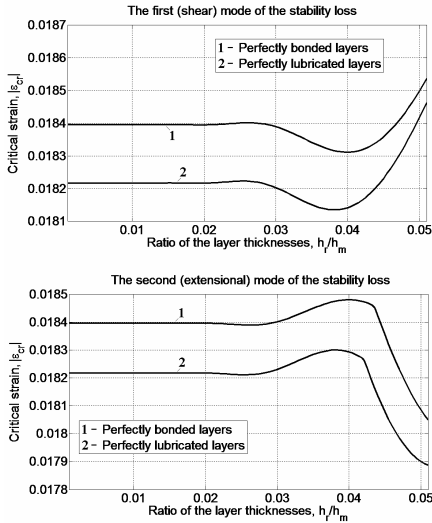 The first (shear) mode of the stability loss
0.0187
0.0186
0.0185
0.0184
0.0183
0.0182
0.0181
Critical strain, |εcr|
1 - Perfectly bonded layers
2 - Perfectly lubricated layers
1
2
0.01 0.02 0.03 0.04 0.05
Ratio of the layer thicknesses, hr/hm
The second (extensional) mode of the stability loss
0.0185
0.0184
0.0183
0.0182
0.0181
0.018
0.0179
0.0178
Critical strain, |εcr|
1
2
1 - Perfectly bonded layers
2 - Perfectly lubricated layers
0.01 0.02 0.03 0.04 0.05
Ratio of the layer thicknesses, hr/hm